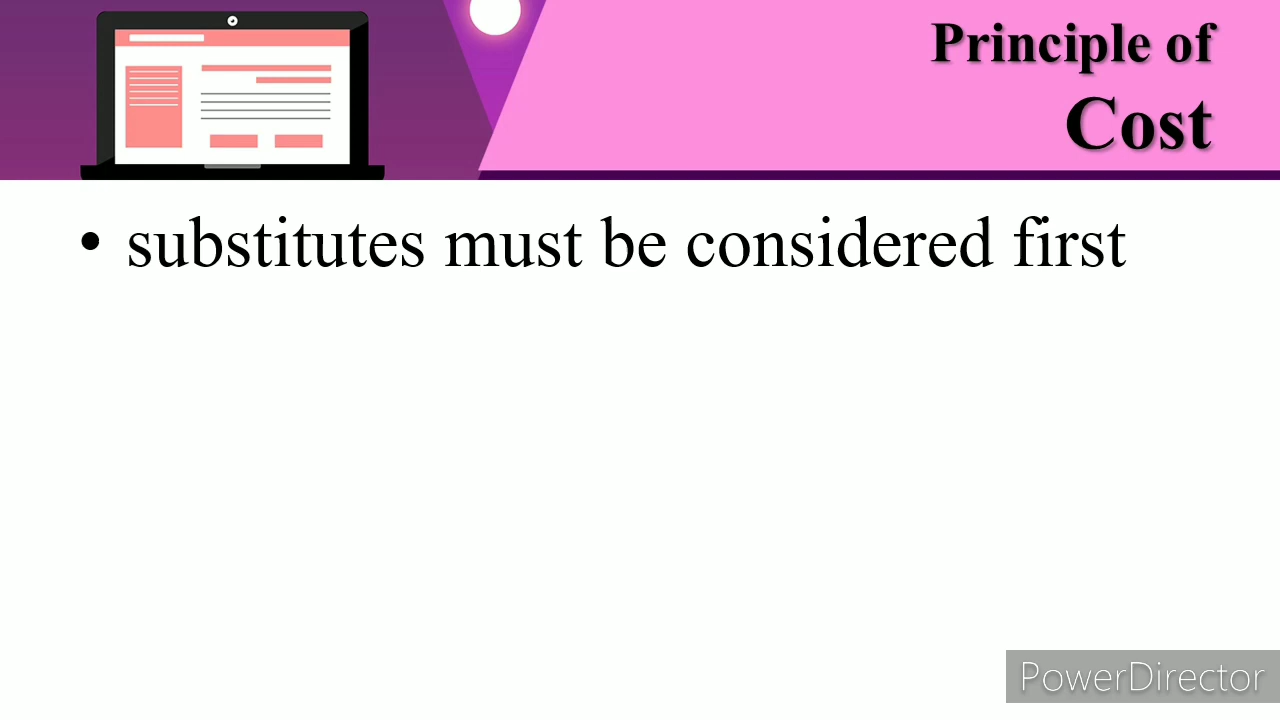 Principle of
Cost
• substitutes must be considered first
PowerDirector